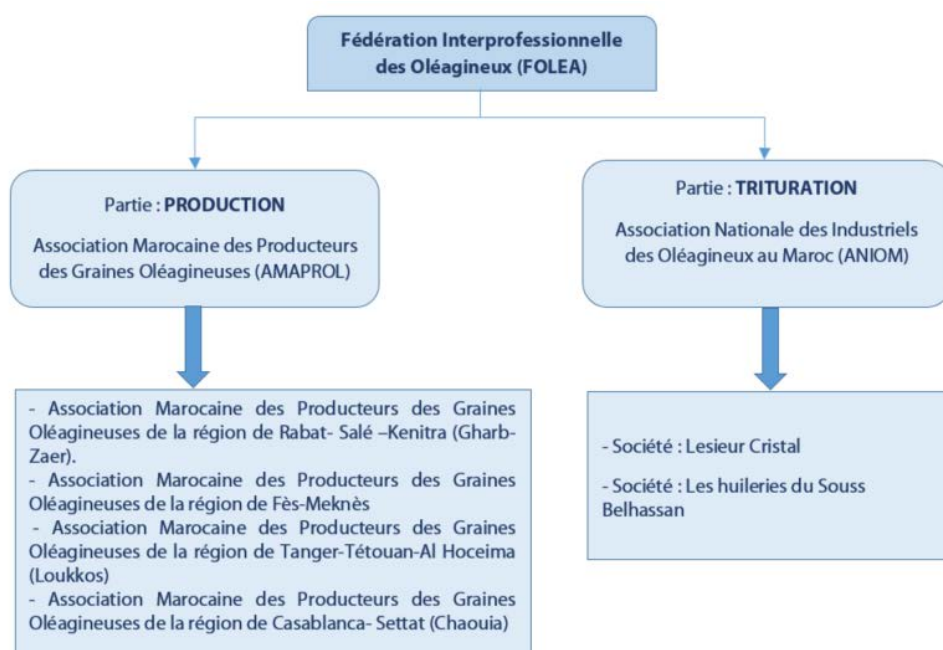 Fédération Interprofessionnelle
des Oléagineux (FOLEA)
Partie : PRODUCTION
Association Marocaine des Producteurs
des Graines Oléagineuses (AMAPROL)
Partie : TRITURATION
Association Nationale des Industriels
des Oléagineux au Maroc (ANIOM)
- Association Marocaine des Producteurs des Graines
Oléagineuses de la région de Rabat- Salé –Kenitra (Gharb-
Zaer).
- Association Marocaine des Producteurs des Graines
Oléagineuses de la région de Fès-Meknès
- Association Marocaine des Producteurs des Graines
Oléagineuses de la région de Tanger-Tétouan-Al Hoceima
(Loukkos)
- Association Marocaine des Producteurs des Graines
Oléagineuses de la région de Casablanca- Settat (Chaouia)
- Société : Lesieur Cristal
- Société : Les huileries du Souss
Belhassan